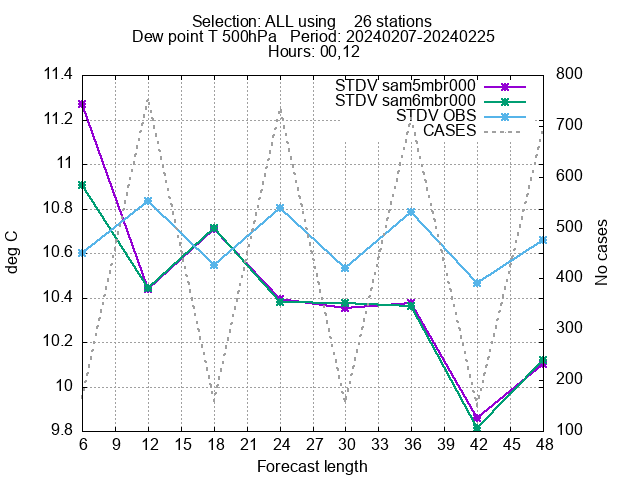 Selection: ALL using    26 stations
Dew point T 500hPa   Period: 20240207-20240225
Hours: 00,12
STDV sam5mbr000
STDV sam6mbr000
STDV OBS
CASES
deg C
11.4
11.2
11
10.8
10.6
10.4
10.2
10
9.8
No cases
800
700
600
500
400
300
200
100
6 9 12 15 18 21 24 27 30 33 36 39 42 45 48
Forecast length